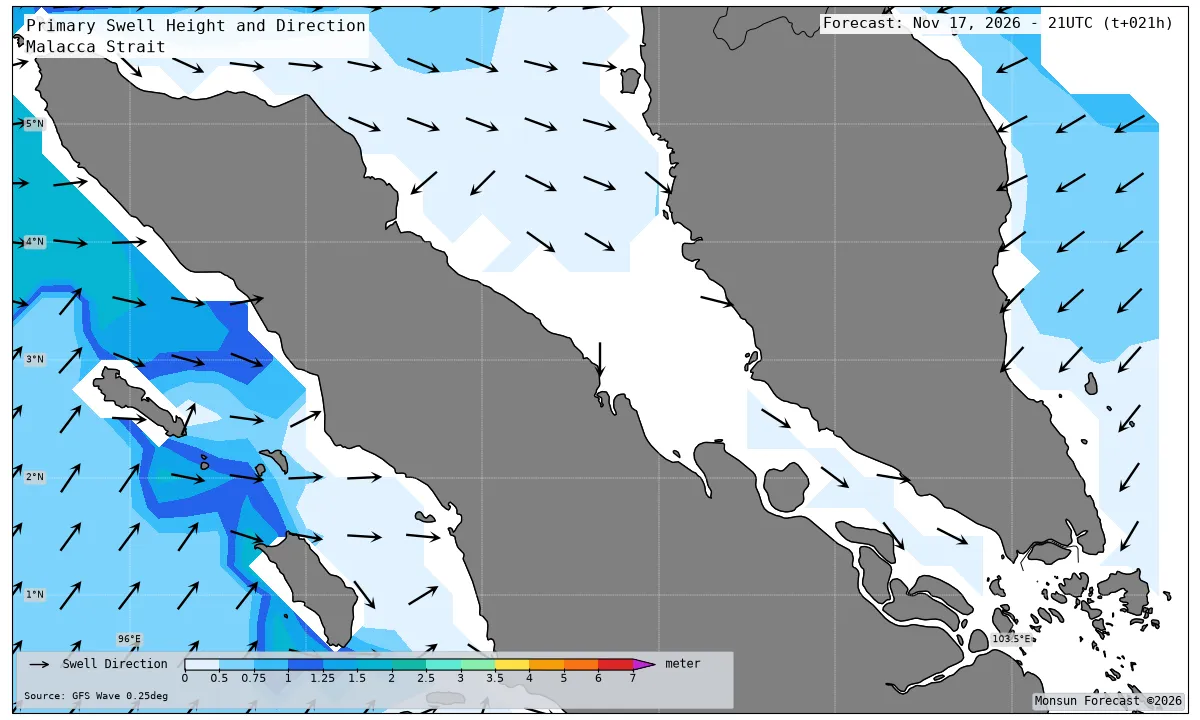 Primary Swell Height and Direction
Malacca Strait
Forecast: Nov 17, 2026 - 21UTC (t+021h)
5°N
4°N
3°N
2°N
1°N
96°E
103.5°E
Swell Direction
meter
0 0.5 0.75 1 1.25 1.5 2 2.5 3 3.5 4 5 6 7
Source: GFS Wave 0.25deg
Monsun Forecast ©2026